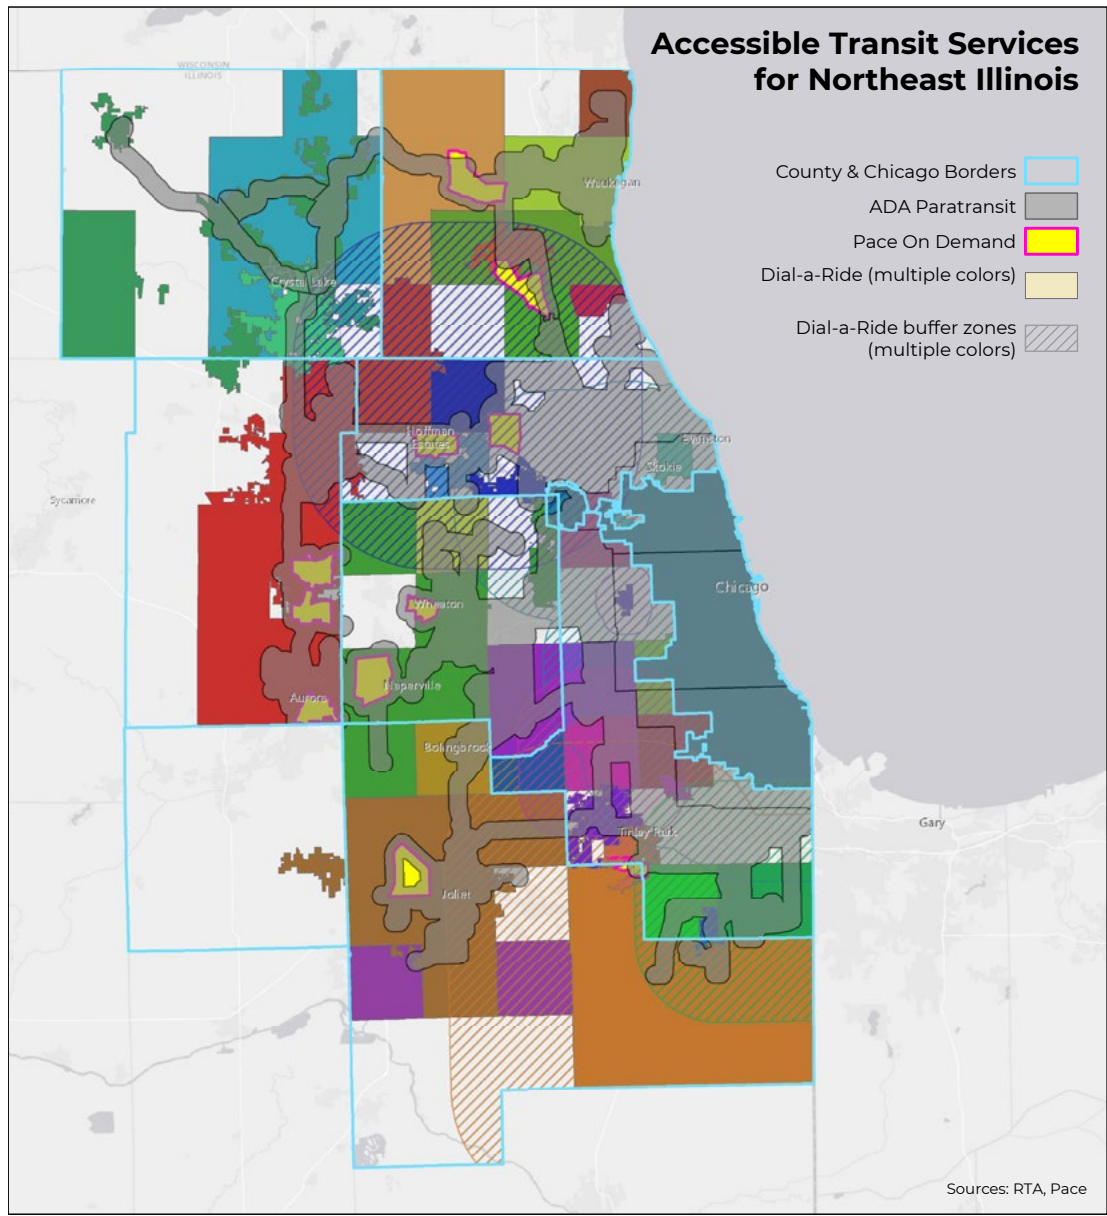 Accessible Transit Services
for Northeast Illinois
WISCONSIN
ILLINOIS
County & Chicago Borders
ADA Paratransit
Pace On Demand
Dial-a-Ride (multiple colors)
Dial-a-Ride buffer zones
(multiple colors)
Waukegan
Crystal Lake
Hoffman
Estates
Evanston
Skokie
Sycamore
Chicago
Wheaton
Aurora
Naperville
Bolingbrook
Gary
Tinley Park
Joliet
Sources: RTA, Pace